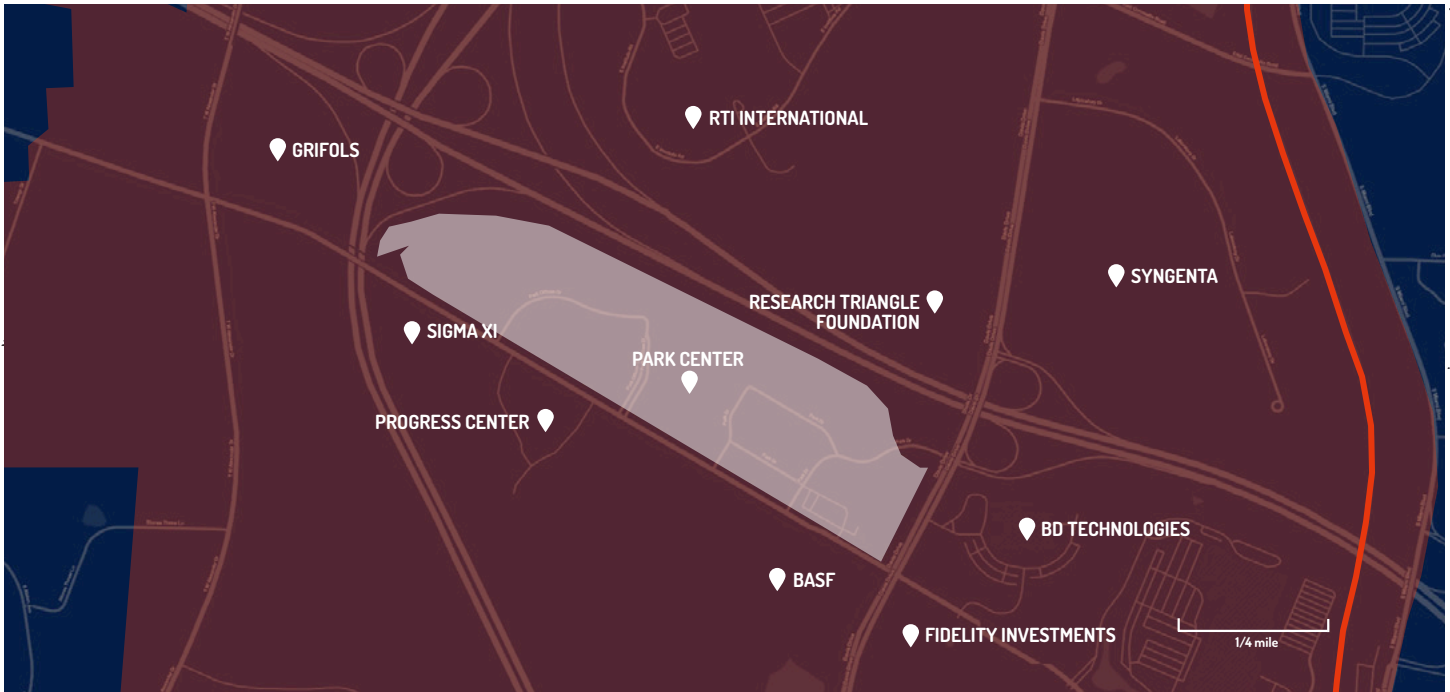 RTI INTERNATIONAL
GRIFOLS
SYNGENTA
RESEARCH TRIANGLE
FOUNDATION
SIGMA XI
PARK CENTER
PROGRESS CENTER
BD TECHNOLOGIES
BASF
FIDELITY INVESTMENTS
1/4 mile